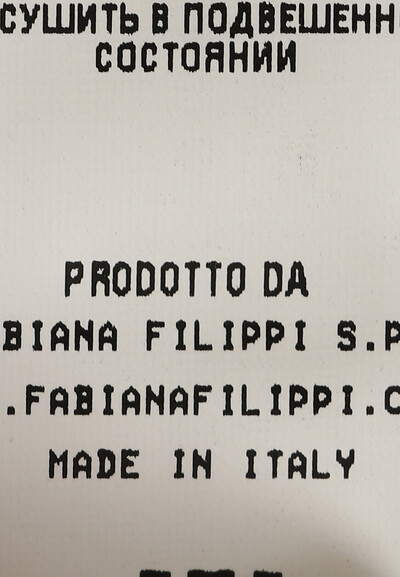 СУШИТЬ В ПОДВЕШЕНН
СОСТОЯНИИ
PRODOTTO DA
BIANA FILIPPI S.P
.FABIANAFILIPPI.C
MADE IN ITALY